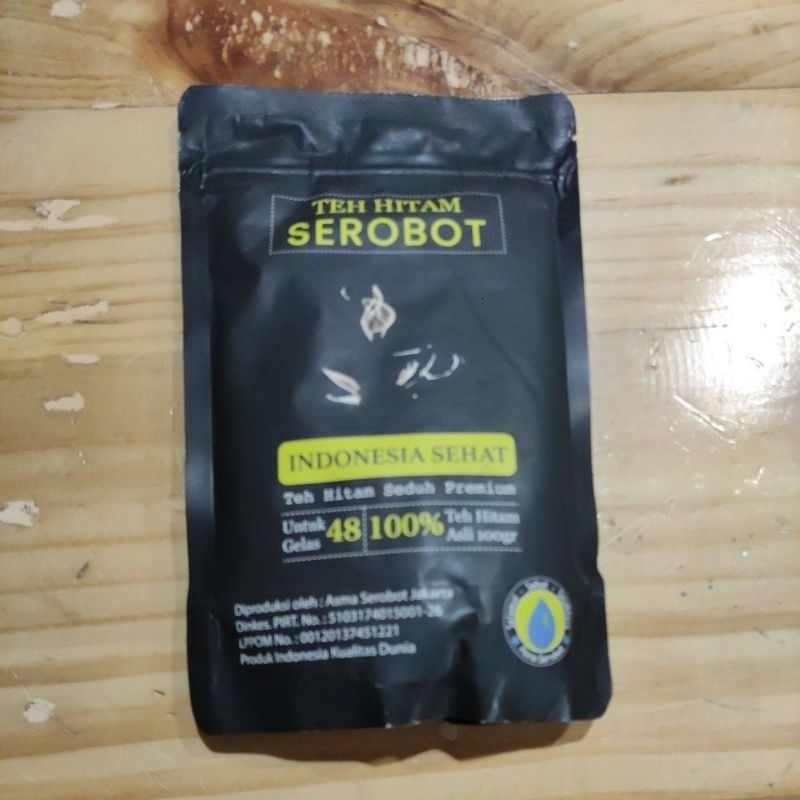 TEH HITAM
SEROBOT
INDONESIA SEHAT
Teh Hitam Seduh Premium
Untuk Gelas 48
100% Teh Hitam Asli 100gr
Diproduksi oleh : Asma Serobot Jakarta
Dinkes. PIRT. No. : 5103174015001-26
LPPOM No. : 00120137451221
Produk Indonesia Kualitas Dunia